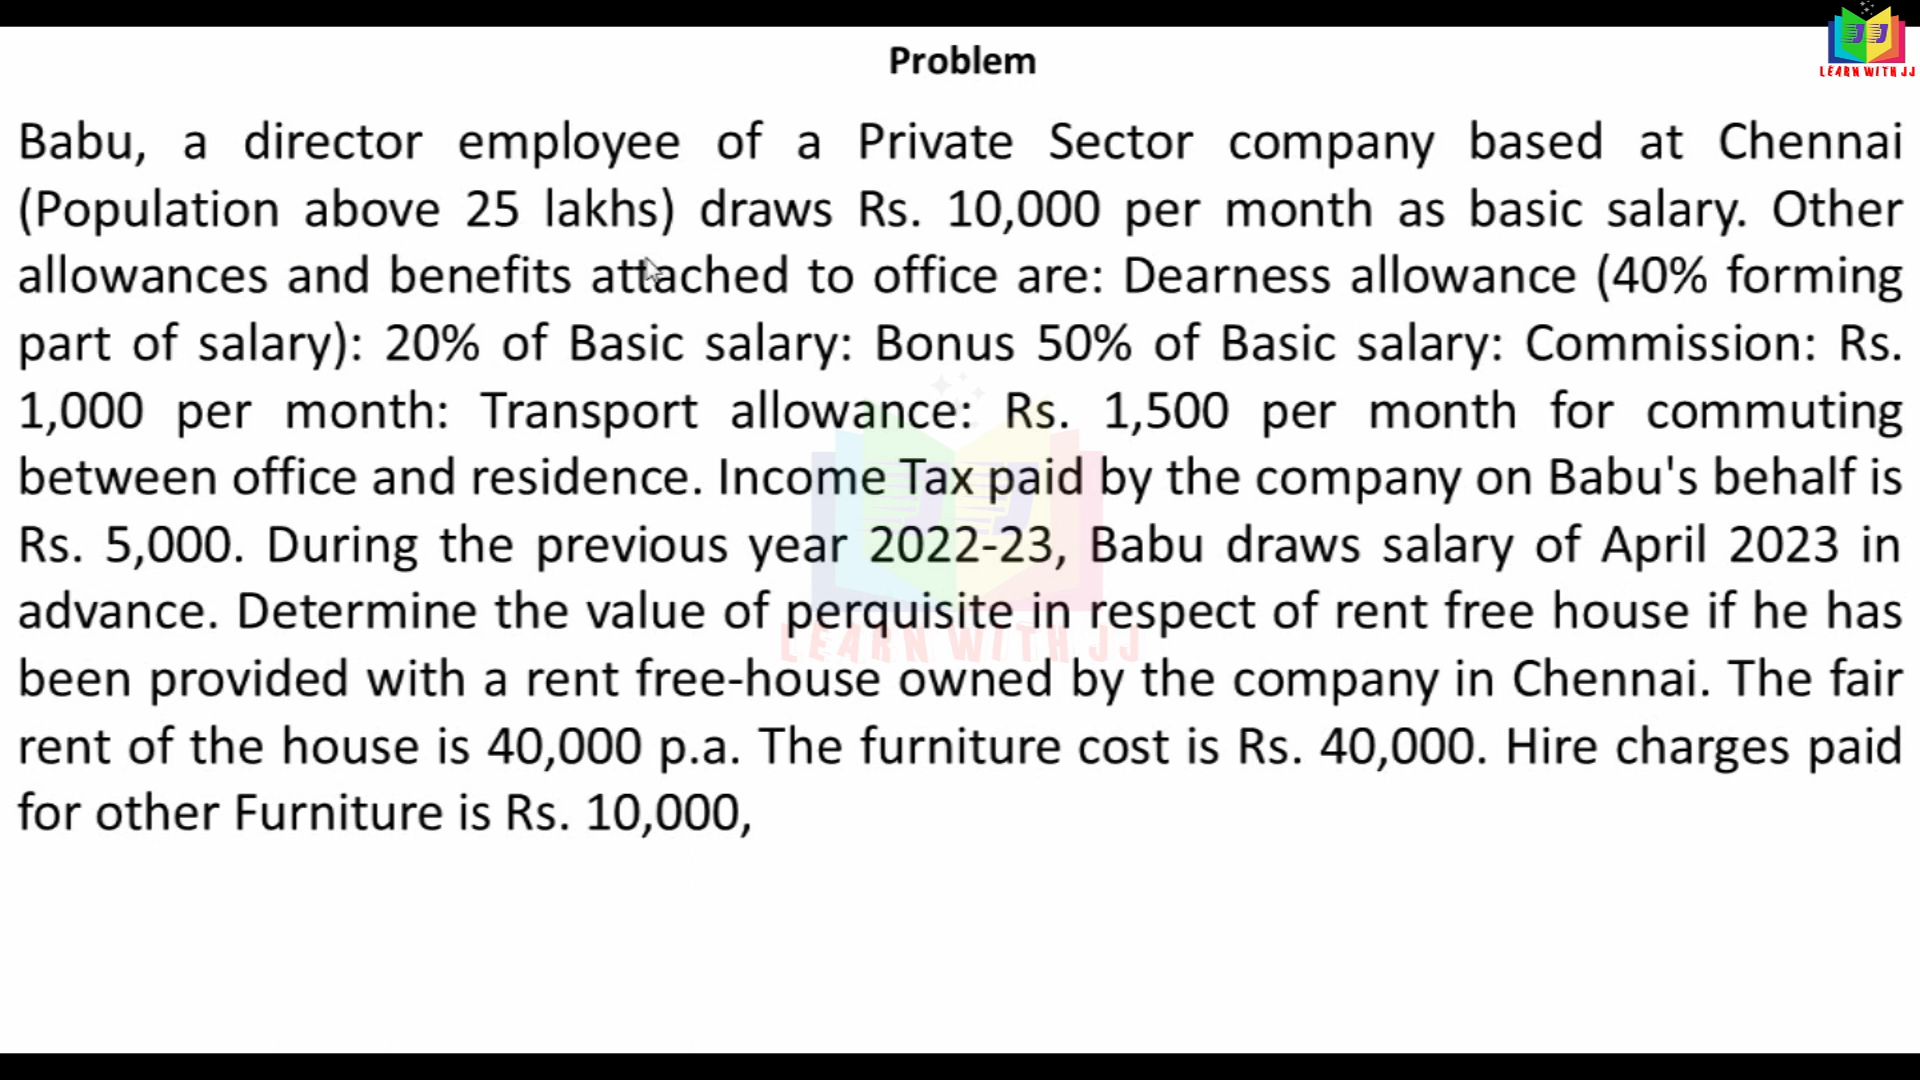 LEARN WITH JJ
Problem
Babu, a director employee of a Private Sector company based at Chennai
(Population above 25 lakhs) draws Rs. 10,000 per month as basic salary. Other
allowances and benefits attached to office are: Dearness allowance (40% forming
part of salary): 20% of Basic salary: Bonus 50% of Basic salary: Commission: Rs.
1,000 per month: Transport allowance: Rs. 1,500 per month for commuting
between office and residence. Income Tax paid by the company on Babu's behalf is
Rs. 5,000. During the previous year 2022-23, Babu draws salary of April 2023 in
advance. Determine the value of perquisite in respect of rent free house if he has
LEARN WITH JJ
been provided with a rent free-house owned by the company in Chennai. The fair
rent of the house is 40,000 p.a. The furniture cost is Rs. 40,000. Hire charges paid
for other Furniture is Rs. 10,000,